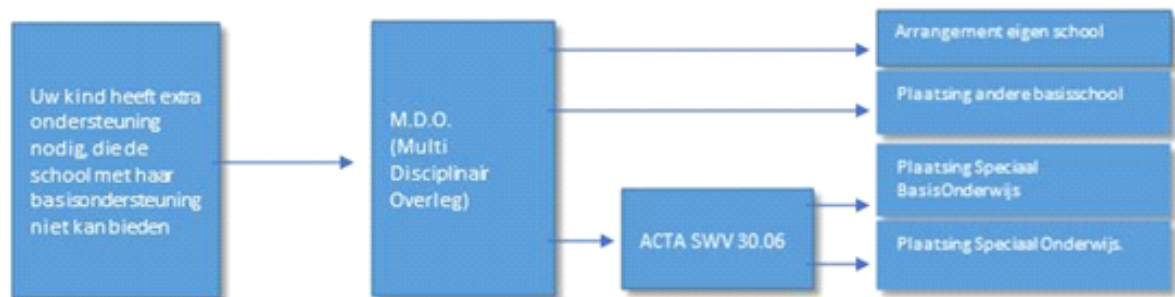 Uw kind heeft extra
ondersteuning
nodig, die de
school met haar
basisondersteuning
niet kan bieden
M.D.O.
(Multi
Disciplinair
Overleg)
Arrangement eigen school
Plaatsing andere basisschool
ACTA SWV 30.06
Plaatsing Speciaal
BasisOnderwijs
Plaatsing Speciaal Onderwijs.